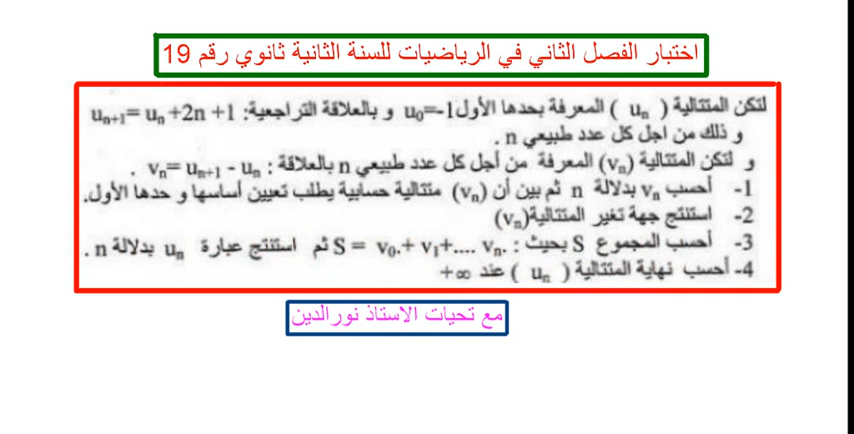 اختبار الفصل الثاني في الرياضيات للسنة الثانية ثانوي رقم 19
لتكن المتتالية ( uₙ ) المعرفة بحدها الأول u₀=-1 و بالعلاقة التراجعية: uₙ₊₁= uₙ +2n +1
و ذلك من اجل كل عدد طبيعي n .
و لتكن المتتالية (vₙ) المعرفة من أجل كل عدد طبيعي n بالعلاقة : vₙ= uₙ₊₁ - uₙ .
1- أحسب vₙ بدلالة n ثم بين أن (vₙ) متتالية حسابية يطلب تعيين أساسها و حدها الأول.
2- استنتج جهة تغير المتتالية(vₙ)
3- أحسب المجموع S بحيث : S = v₀.+ v₁+.... vₙ. ثم استنتج عبارة uₙ بدلالة n .
4- أحسب نهاية المتتالية ( uₙ ) عند ∞+
مع تحيات الاستاذ نورالدين